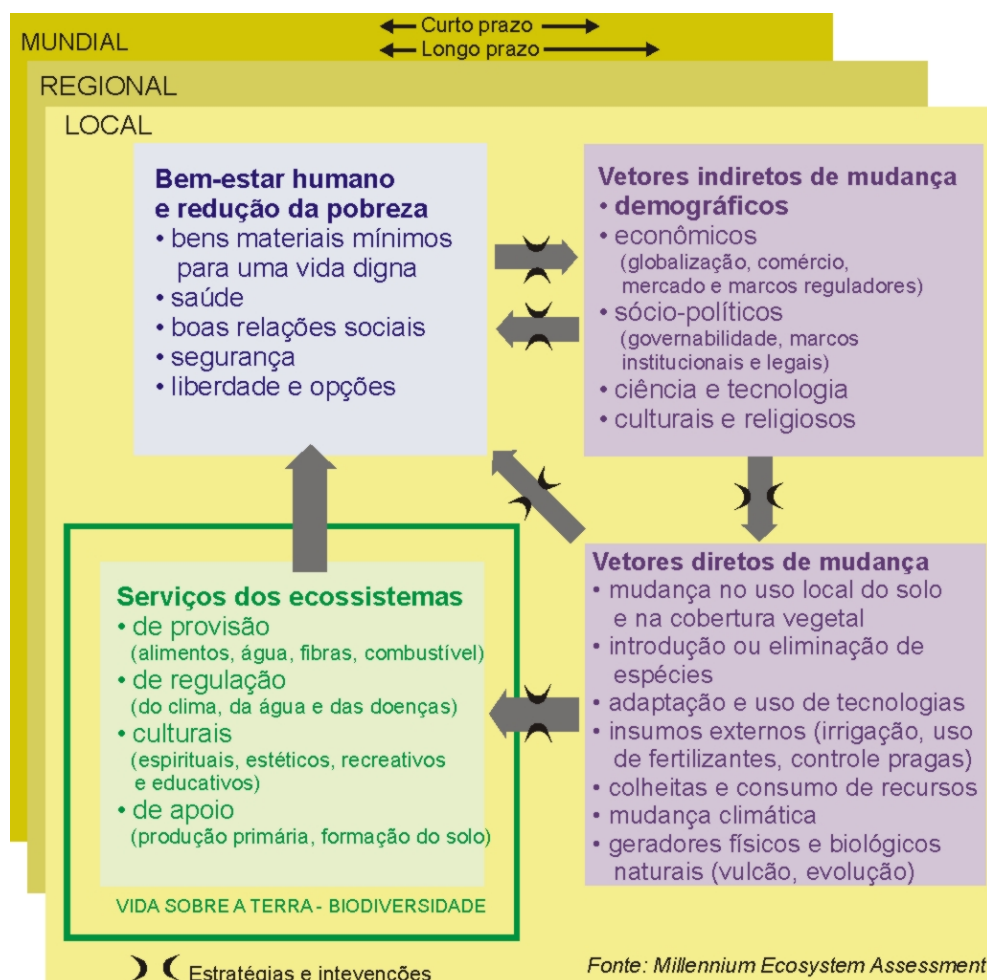 Curto prazo
Longo prazo
MUNDIAL
REGIONAL
LOCAL
Bem-estar humano
e redução da pobreza
• bens materiais mínimos
para uma vida digna
• saúde
• boas relações sociais
• segurança
• liberdade e opções
Vetores indiretos de mudança
• demográficos
• econômicos
(globalização, comércio,
mercado e marcos reguladores)
• sócio-políticos
(governabilidade, marcos
institucionais e legais)
• ciência e tecnologia
• culturais e religiosos
Serviços dos ecossistemas
• de provisão
(alimentos, água, fibras, combustível)
• de regulação
(do clima, da água e das doenças)
• culturais
(espirituais, estéticos, recreativos
e educativos)
• de apoio
(produção primária, formação do solo)
VIDA SOBRE A TERRA - BIODIVERSIDADE
Vetores diretos de mudança
• mudança no uso local do solo
e na cobertura vegetal
• introdução ou eliminação de
espécies
• adaptação e uso de tecnologias
• insumos externos (irrigação, uso
de fertilizantes, controle pragas)
• colheitas e consumo de recursos
• mudança climática
• geradores físicos e biológicos
naturais (vulcão, evolução)
Estratégias e intevenções
Fonte: Millennium Ecosystem Assessment